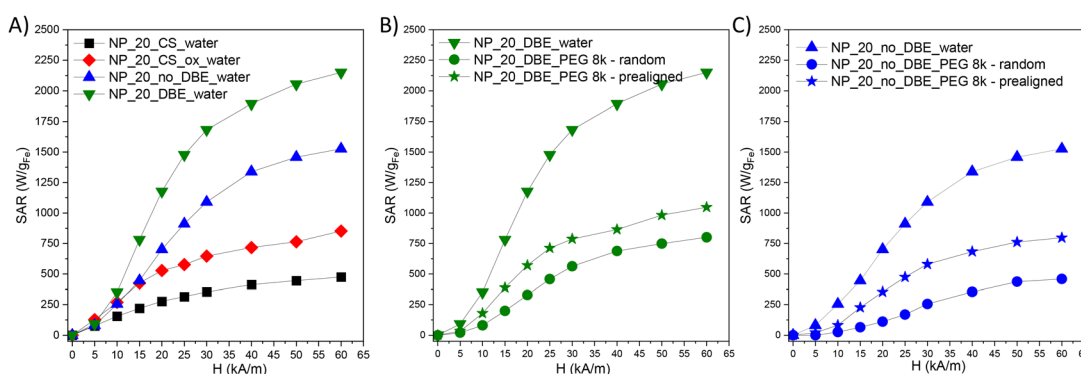 A)
2500
2250
2000
1750
1500
1250
1000
750
500
250
0
SAR (W/gFe)
NP_20_CS_water
NP_20_CS_ox_water
NP_20_no_DBE_water
NP_20_DBE_water
0 5 10 15 20 25 30 35 40 45 50 55 60 65
H (kA/m)
B)
2500
2250
2000
1750
1500
1250
1000
750
500
250
0
SAR (W/gFe)
NP_20_DBE_water
NP_20_DBE_PEG 8k - random
NP_20_DBE_PEG 8k - prealigned
0 5 10 15 20 25 30 35 40 45 50 55 60 65
H (kA/m)
C)
2500
2250
2000
1750
1500
1250
1000
750
500
250
0
SAR (W/gFe)
NP_20_no_DBE_water
NP_20_no_DBE_PEG 8k - random
NP_20_no_DBE_PEG 8k - prealigned
0 5 10 15 20 25 30 35 40 45 50 55 60 65
H (kA/m)